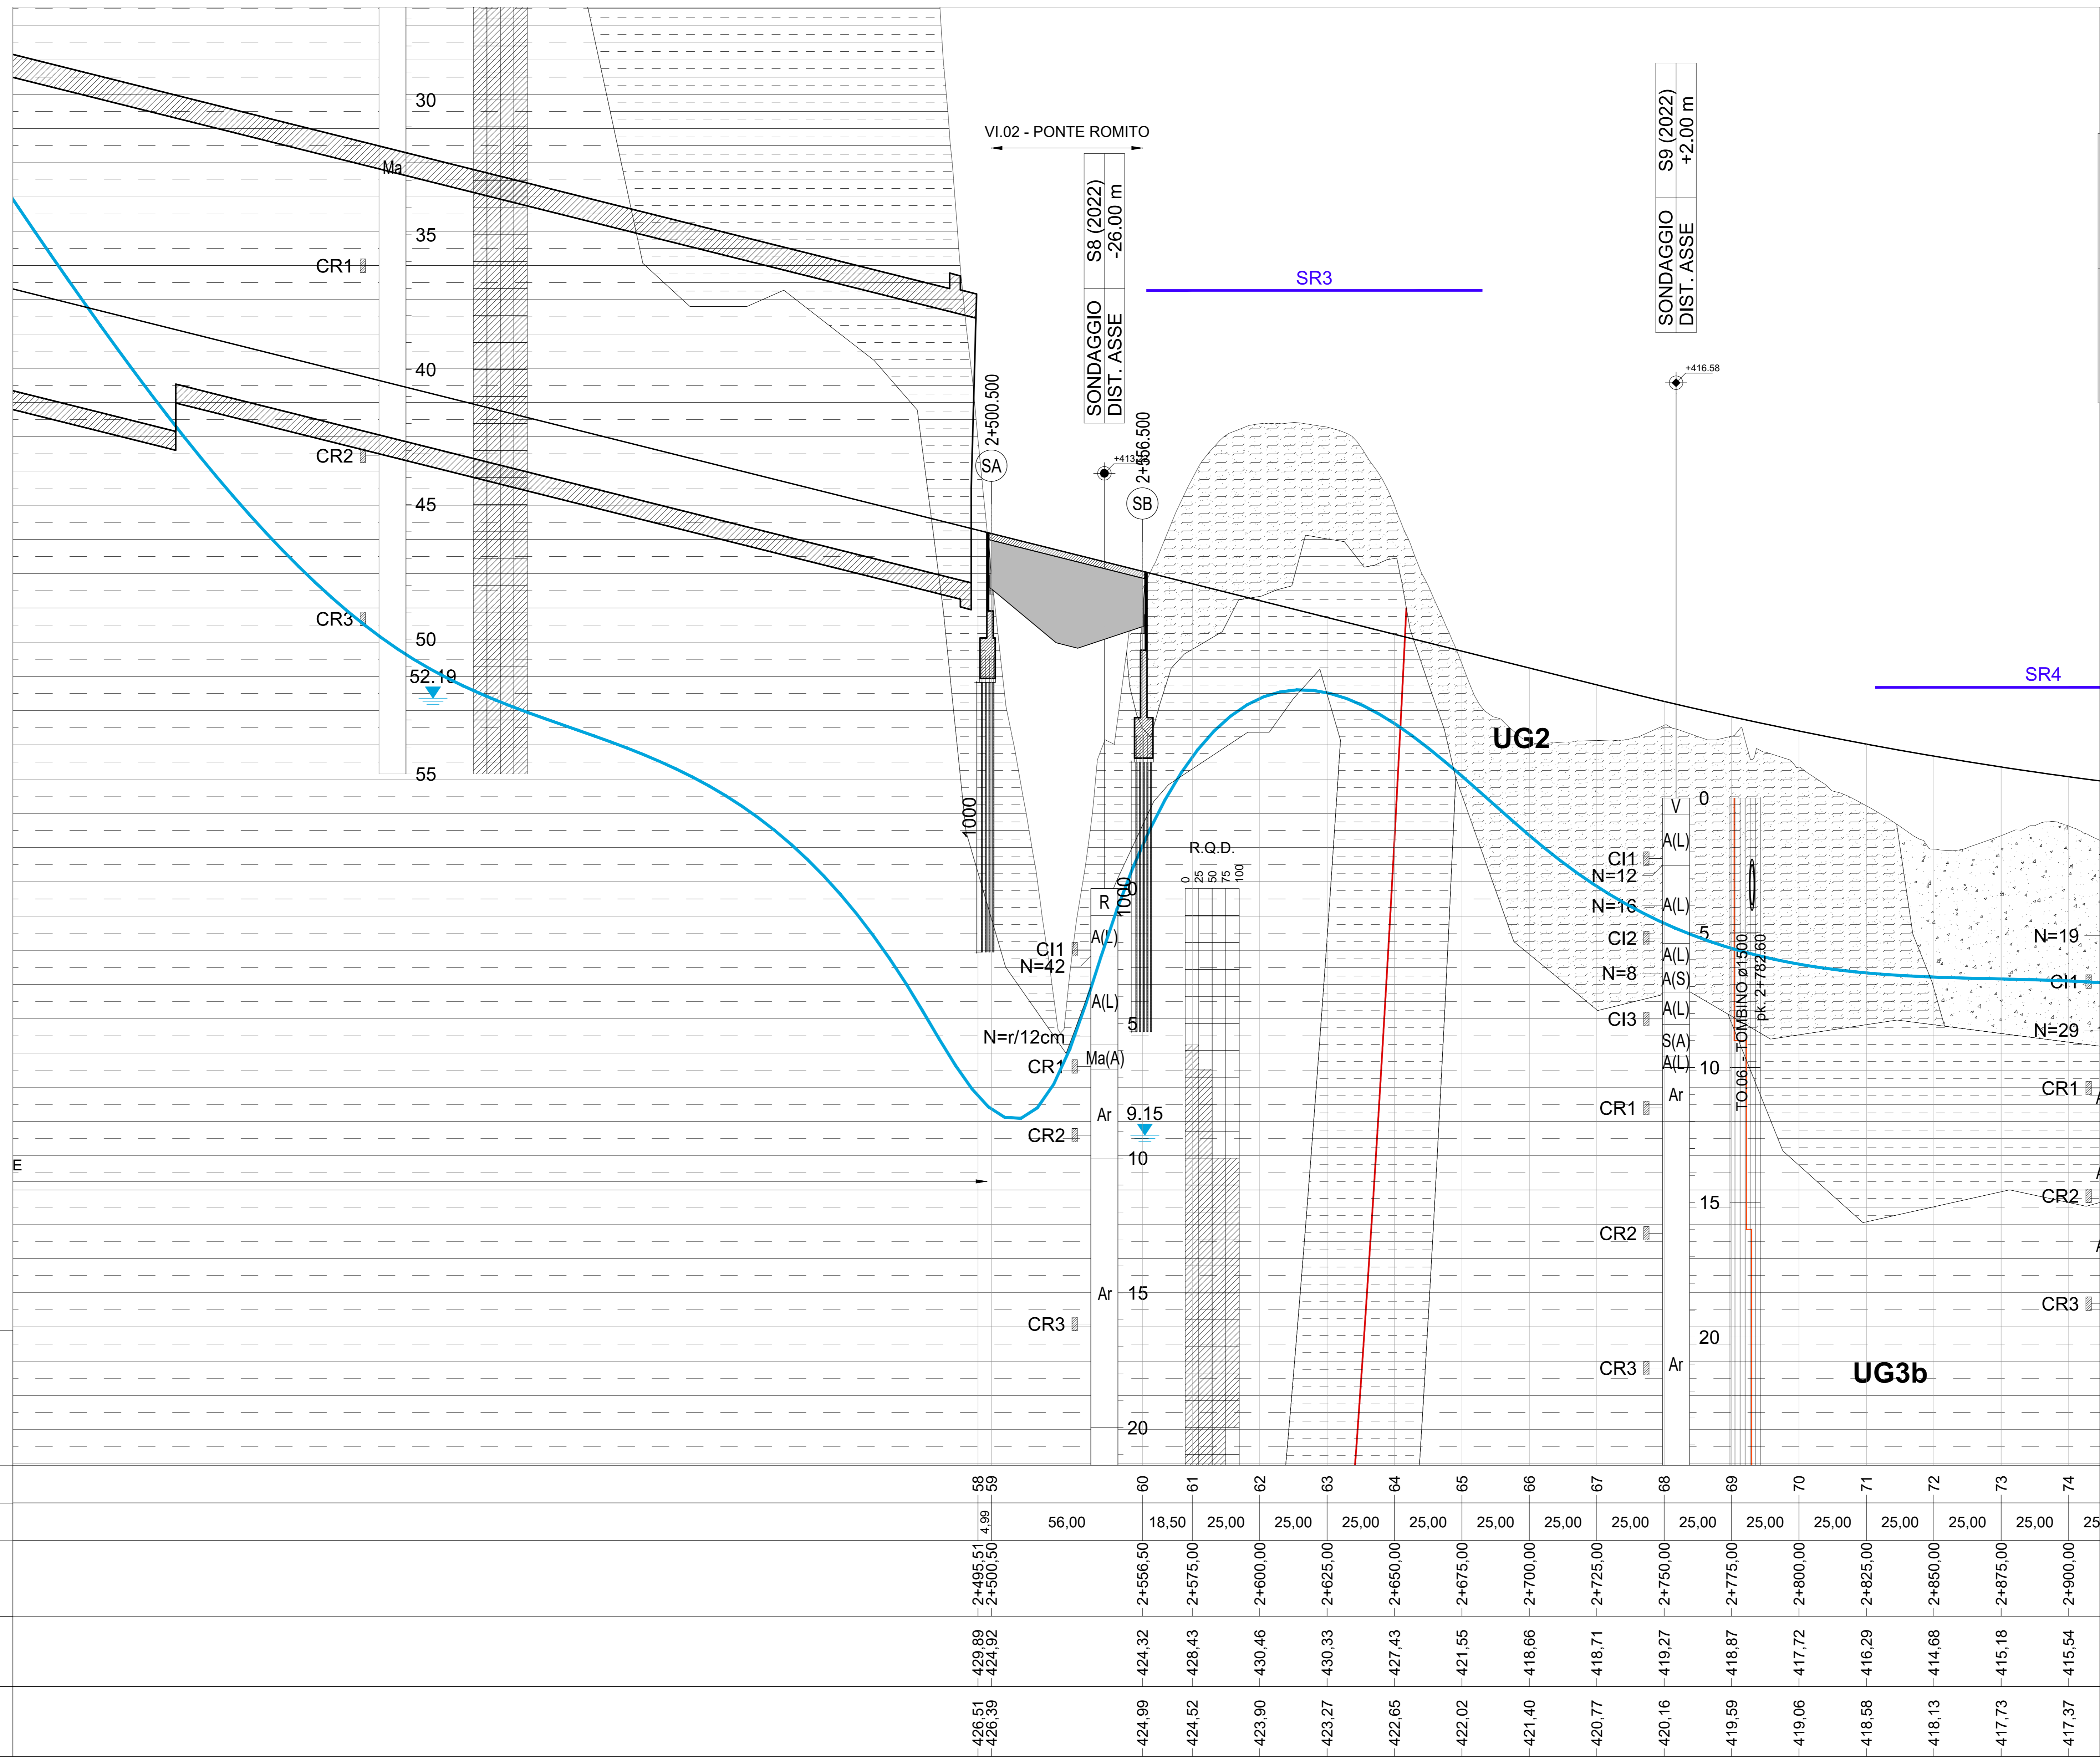 30
Ma
35
CR1
40
CR2
45
CR3
50
52.19
55
E
VI.02 - PONTE ROMITO
SONDAGGIO S8 (2022)
DIST. ASSE -26.00 m
SONDAGGIO S9 (2022)
DIST. ASSE +2.00 m
SR3
+416.58
2+500.500
SA
2+556.500
SB
SR4
UG2
1000
1000
R.Q.D.
0 25 50 75 100
0
R
A(L)
CI1
N=42
A(L)
5
N=r/12cm
Ma(A)
CR1
Ar
9.15
CR2
10
Ar
15
CR3
20
V
0
A(L)
CI1
N=12
N=16
A(L)
CI2
5
A(L)
N=8
A(S)
A(L)
CI3
S(A)
A(L)
10
Ar
CR1
15
CR2
20
CR3
Ar
TO.06 - TOMBINO ø1500
pk. 2+782.60
UG3b
N=19
CI1
N=29
CR1
CR2
CR3
58 59 60 61 62 63 64 65 66 67 68 69 70 71 72 73 74
4,99 56,00 18,50 25,00 25,00 25,00 25,00 25,00 25,00 25,00 25,00 25,00 25,00 25,00 25,00 25,00
2+495,51 2+500,50 2+556,50 2+575,00 2+600,00 2+625,00 2+650,00 2+675,00 2+700,00 2+725,00 2+750,00 2+775,00 2+800,00 2+825,00 2+850,00 2+875,00 2+900,00
429,89 424,92 424,32 428,43 430,46 430,33 427,43 421,55 418,66 418,71 419,27 418,87 417,72 416,29 414,68 415,18 415,54
426,51 426,39 424,99 424,52 423,90 423,27 422,65 422,02 421,40 420,77 420,16 419,59 419,06 418,58 418,13 417,73 417,37